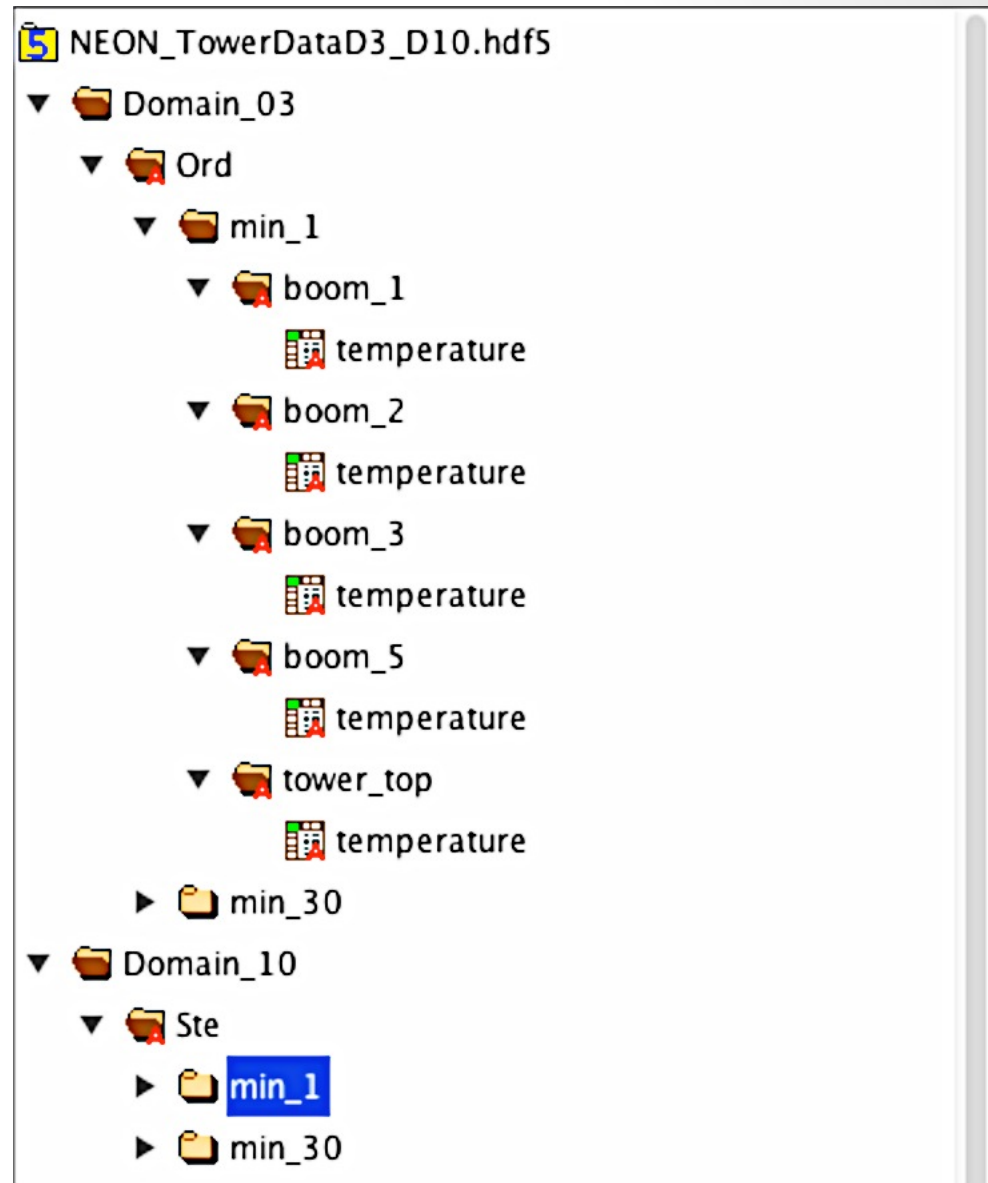 5 NEON_TowerDataD3_D10.hdf5
Domain_03
Ord
min_1
boom_1
temperature
boom_2
temperature
boom_3
temperature
boom_5
temperature
tower_top
temperature
min_30
Domain_10
Ste
min_1
min_30